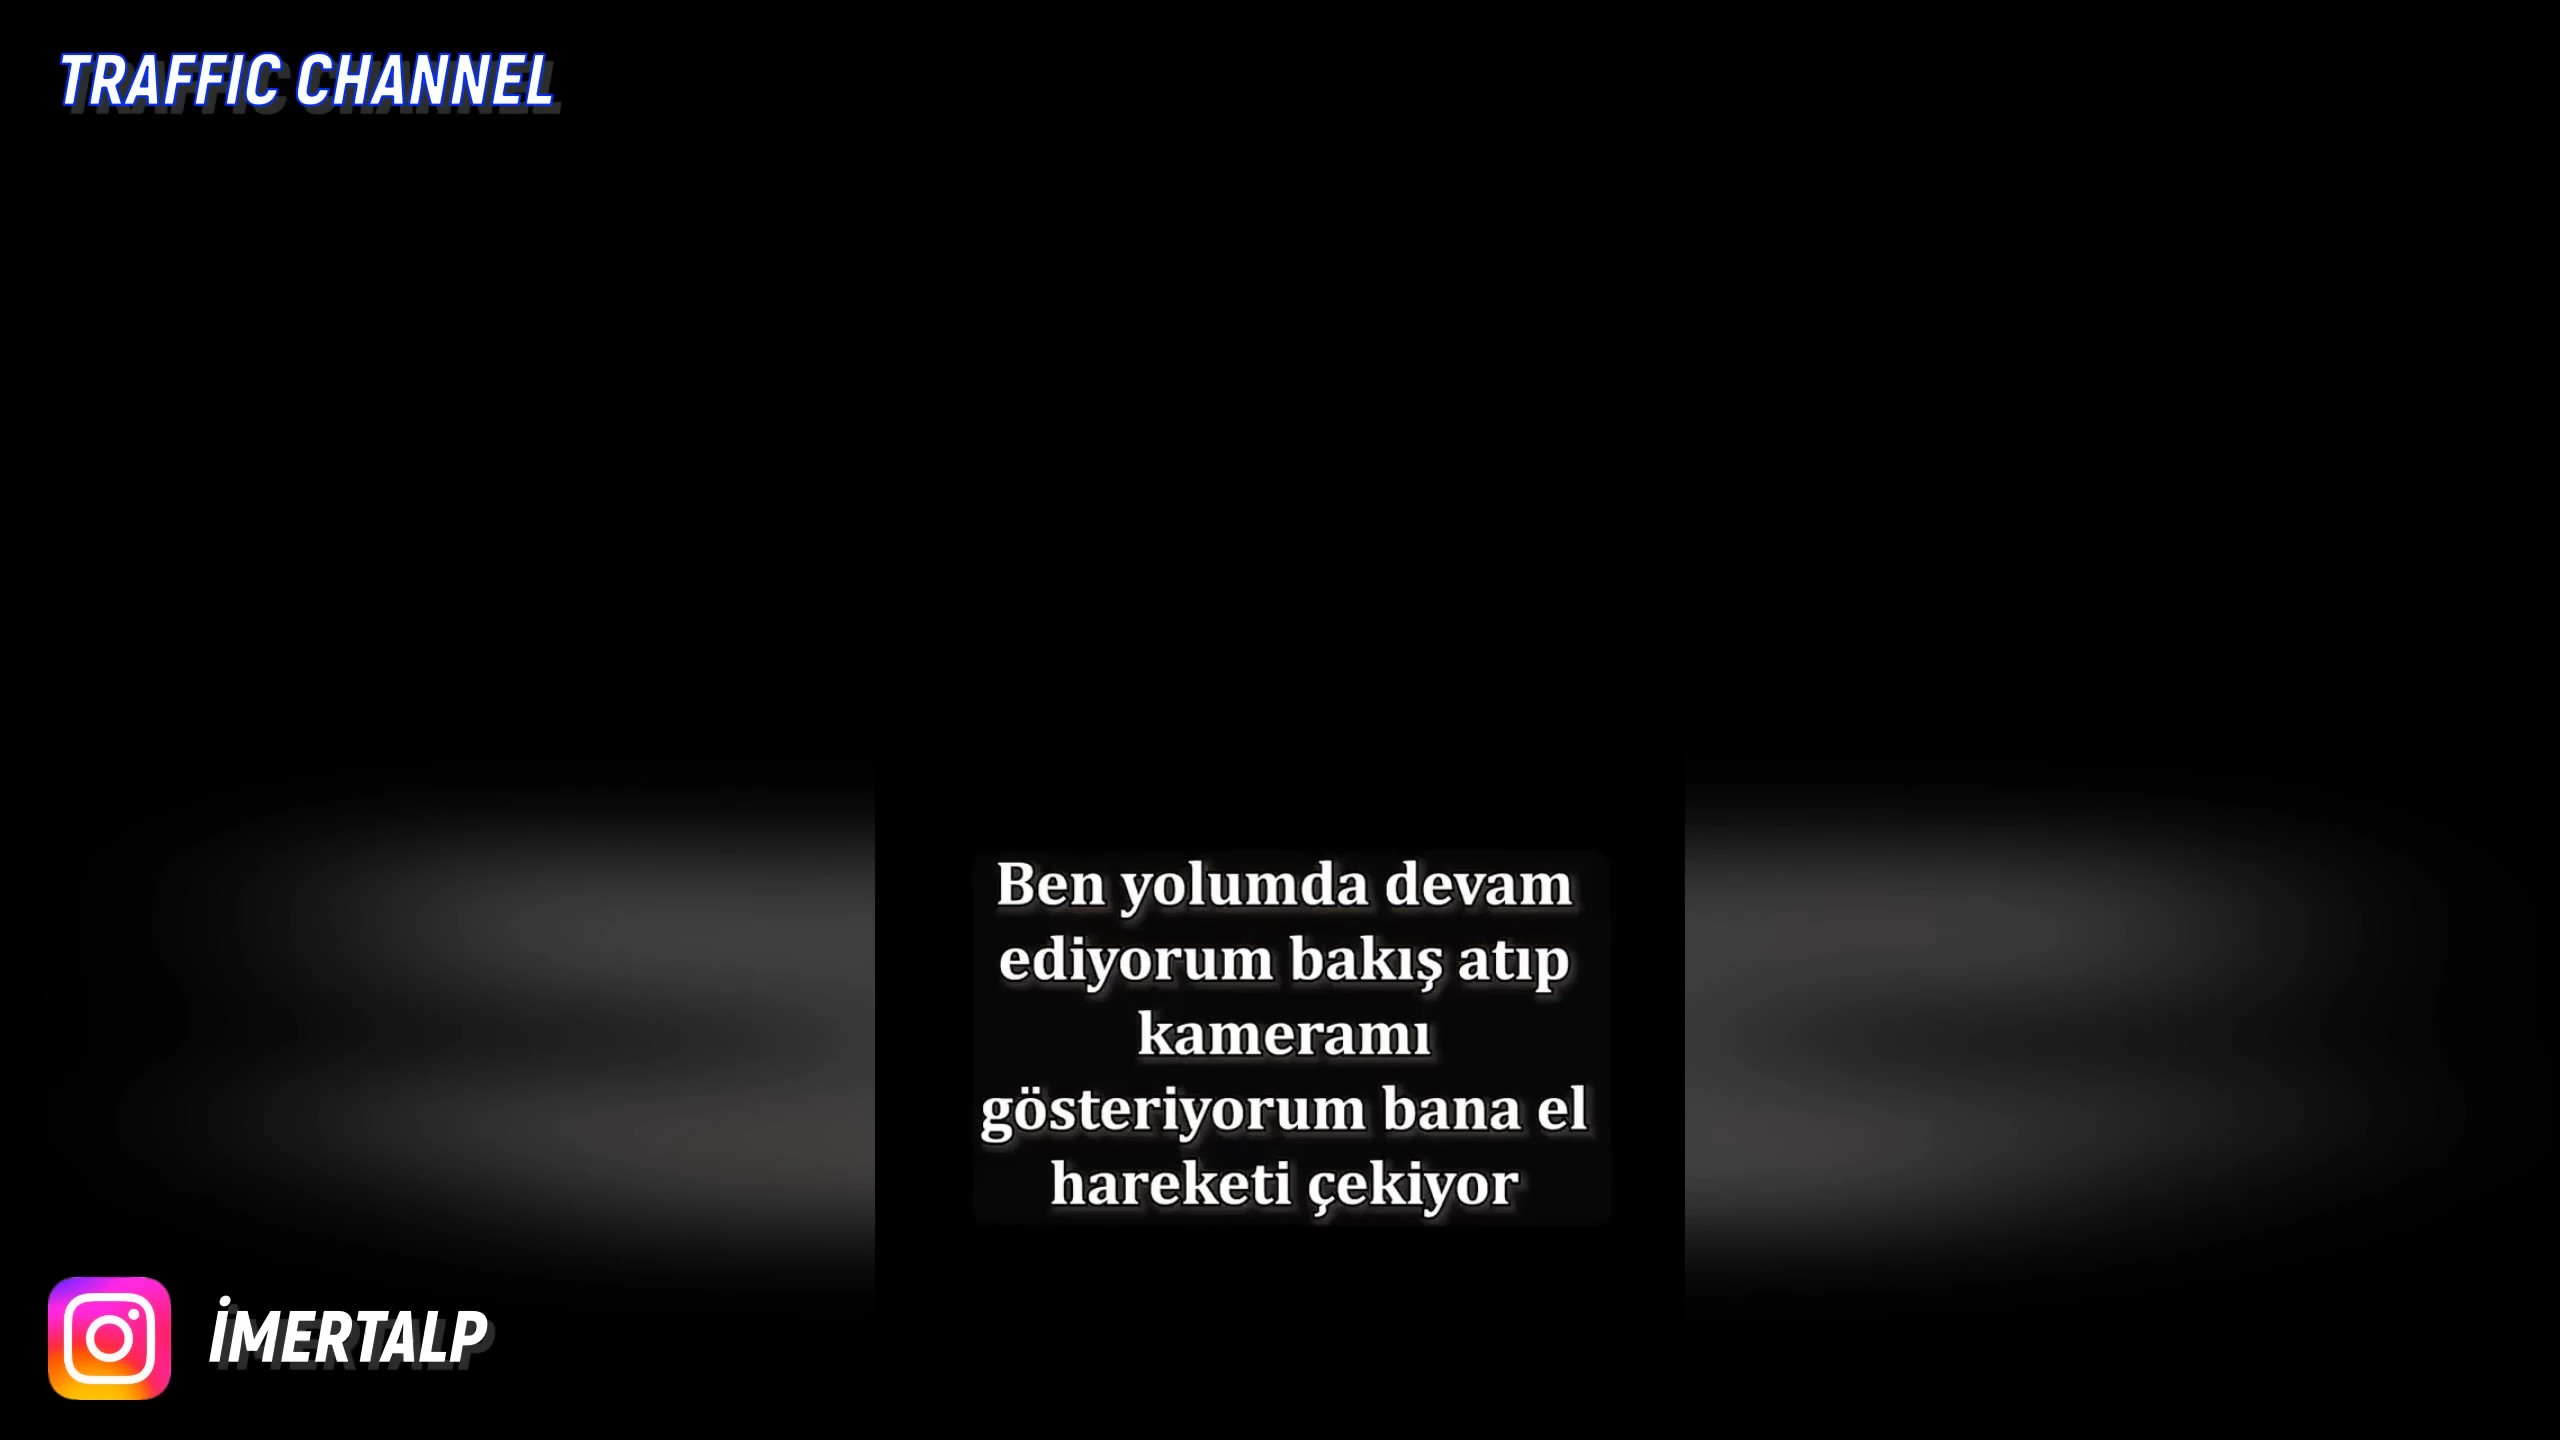 TRAFFIC CHANNEL
Ben yolumda devam
ediyorum bakış atıp
kameramı
gösteriyorum bana el
hareketi çekiyor
İMERTALP